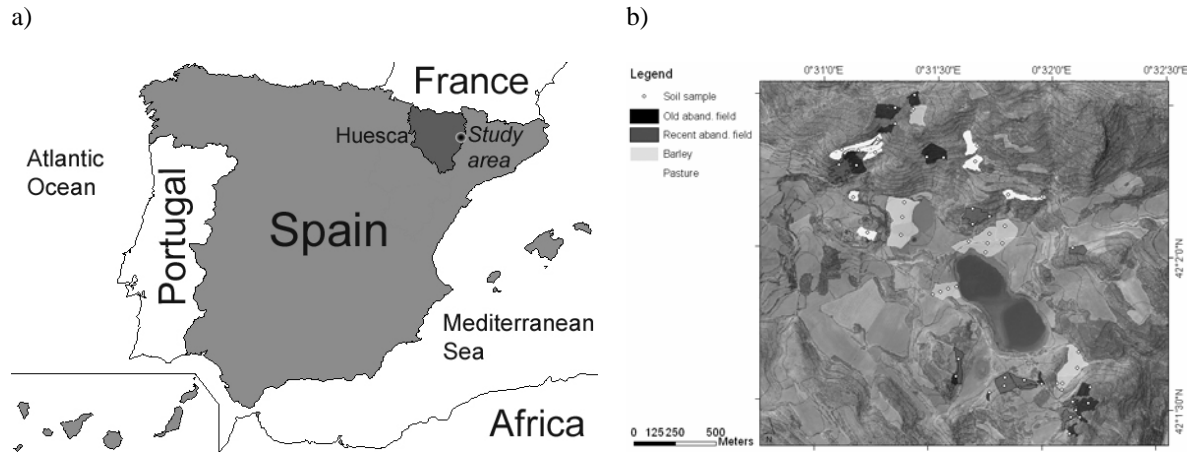 a)
b)
France
Huesca
Study
area
Atlantic
Ocean
Portugal
Spain
Mediterranean
Sea
Africa
Legend
Soil sample
Old aband. field
Recent aband. field
Barley
Pasture
0°31'0"E
0°31'30"E
0°32'0"E
0°32'30"E
42°2'0"N
42°1'30"N
0 125 250 500
Meters
N